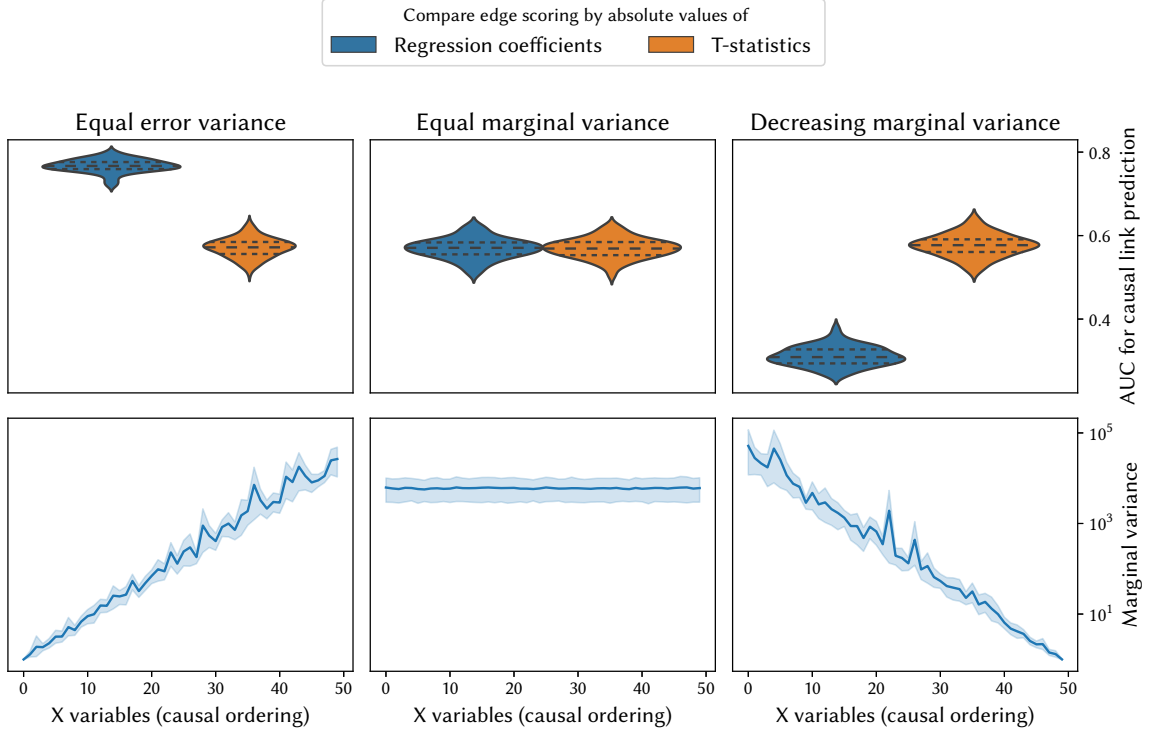 Compare edge scoring by absolute values of
Regression coefficients T-statistics
Equal error variance Equal marginal variance Decreasing marginal variance
0.8
0.6
0.4
AUC for causal link prediction
10⁵
10³
10¹
Marginal variance
0 10 20 30 40 50 0 10 20 30 40 50 0 10 20 30 40 50
X variables (causal ordering) X variables (causal ordering) X variables (causal ordering)